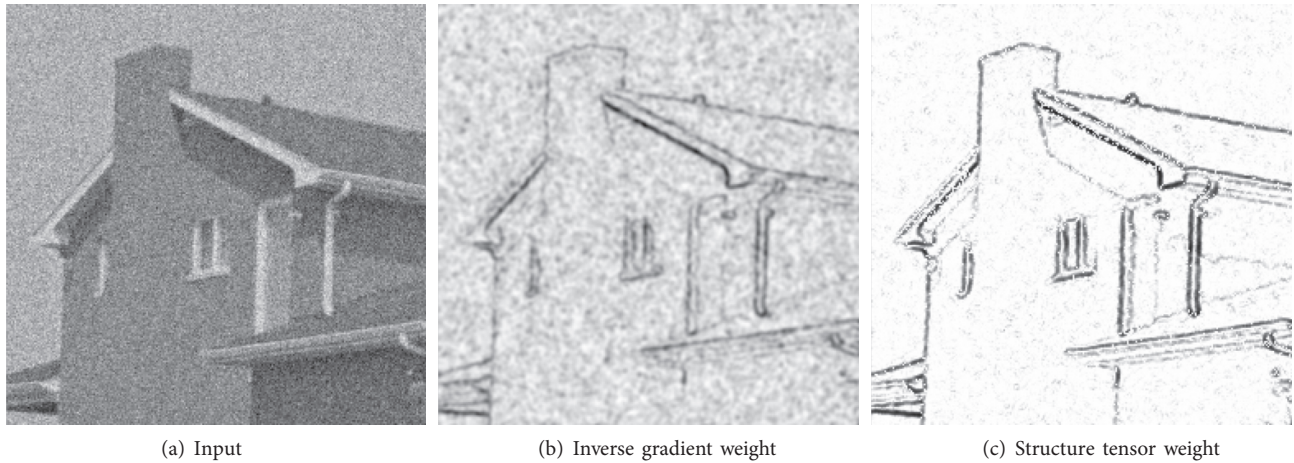 (a) Input
(b) Inverse gradient weight
(c) Structure tensor weight